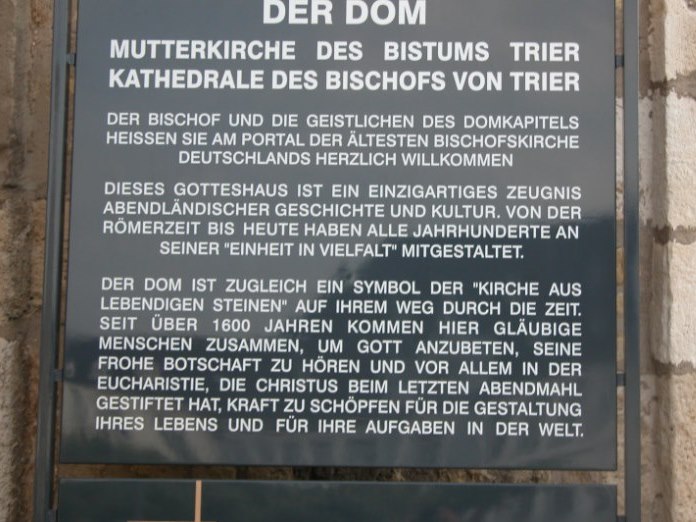 DER DOM
MUTTERKIRCHE DES BISTUMS TRIER
KATHEDRALE DES BISCHOFS VON TRIER
DER BISCHOF UND DIE GEISTLICHEN DES DOMKAPITELS
HEISSEN SIE AM PORTAL DER ÄLTESTEN BISCHOFSKIRCHE
DEUTSCHLANDS HERZLICH WILLKOMMEN
DIESES GOTTESHAUS IST EIN EINZIGARTIGES ZEUGNIS
ABENDLÄNDISCHER GESCHICHTE UND KULTUR. VON DER
RÖMERZEIT BIS HEUTE HABEN ALLE JAHRHUNDERTE AN
SEINER "EINHEIT IN VIELFALT" MITGESTALTET.
DER DOM IST ZUGLEICH EIN SYMBOL DER "KIRCHE AUS
LEBENDIGEN STEINEN" AUF IHREM WEG DURCH DIE ZEIT.
SEIT ÜBER 1600 JAHREN KOMMEN HIER GLÄUBIGE
MENSCHEN ZUSAMMEN, UM GOTT ANZUBETEN, SEINE
FROHE BOTSCHAFT ZU HÖREN UND VOR ALLEM IN DER
EUCHARISTIE, DIE CHRISTUS BEIM LETZTEN ABENDMAHL
GESTIFTET HAT, KRAFT ZU SCHÖPFEN FÜR DIE GESTALTUNG
IHRES LEBENS UND FÜR IHRE AUFGABEN IN DER WELT.